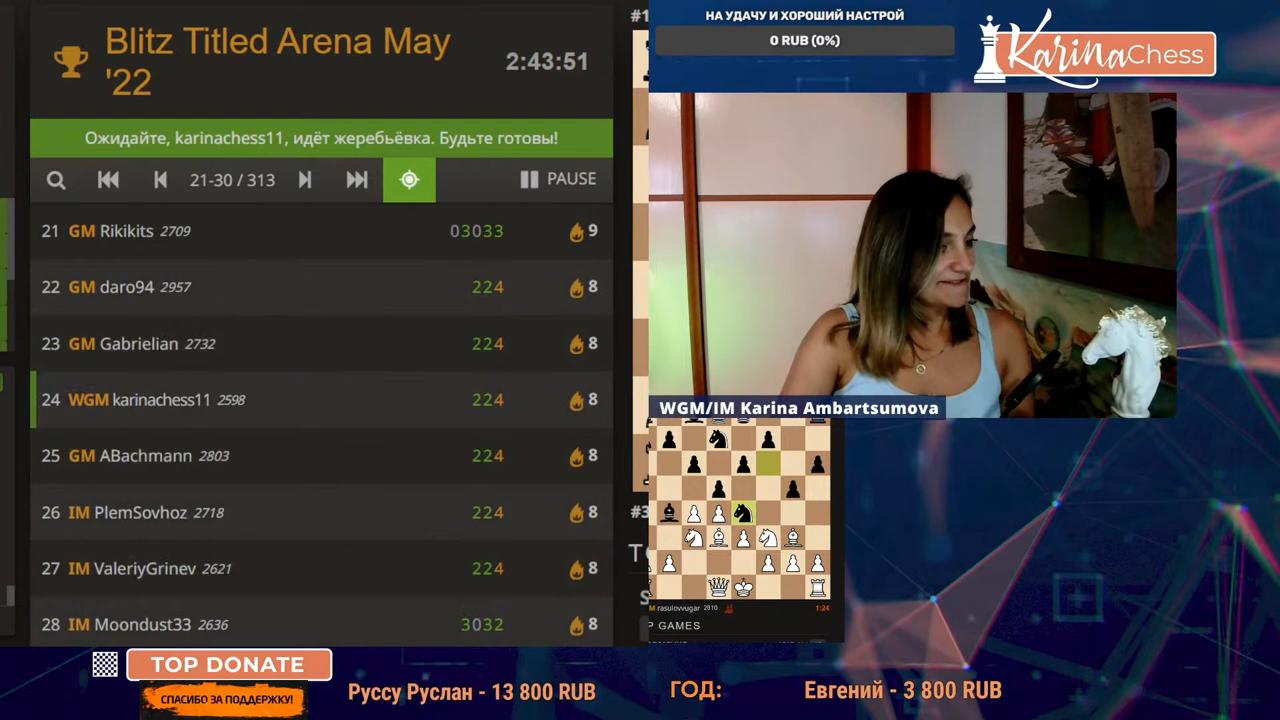 Blitz Titled Arena May
'22
2:43:51
Ожидайте, karinachess11, идёт жеребьёвка. Будьте готовы!
21-30 / 313
PAUSE
21 GM Rikikits 2709 03033 9
22 GM daro94 2957 224 8
23 GM Gabrielian 2732 224 8
24 WGM karinachess11 2598 224 8
25 GM ABachmann 2803 224 8
26 IM PlemSovhoz 2718 224 8
27 IM ValeriyGrinev 2621 224 8
28 IM Moondust33 2636 3032 8
НА УДАЧУ И ХОРОШИЙ НАСТРОЙ
0 RUB (0%)
KarinaChess
WGM/IM Karina Ambartsumova
M rasulovvugar 2810 1:24
P GAMES
TOP DONATE
СПАСИБО ЗА ПОДДЕРЖКУ!
Руссу Руслан - 13 800 RUB
ГОД:
Евгений - 3 800 RUB